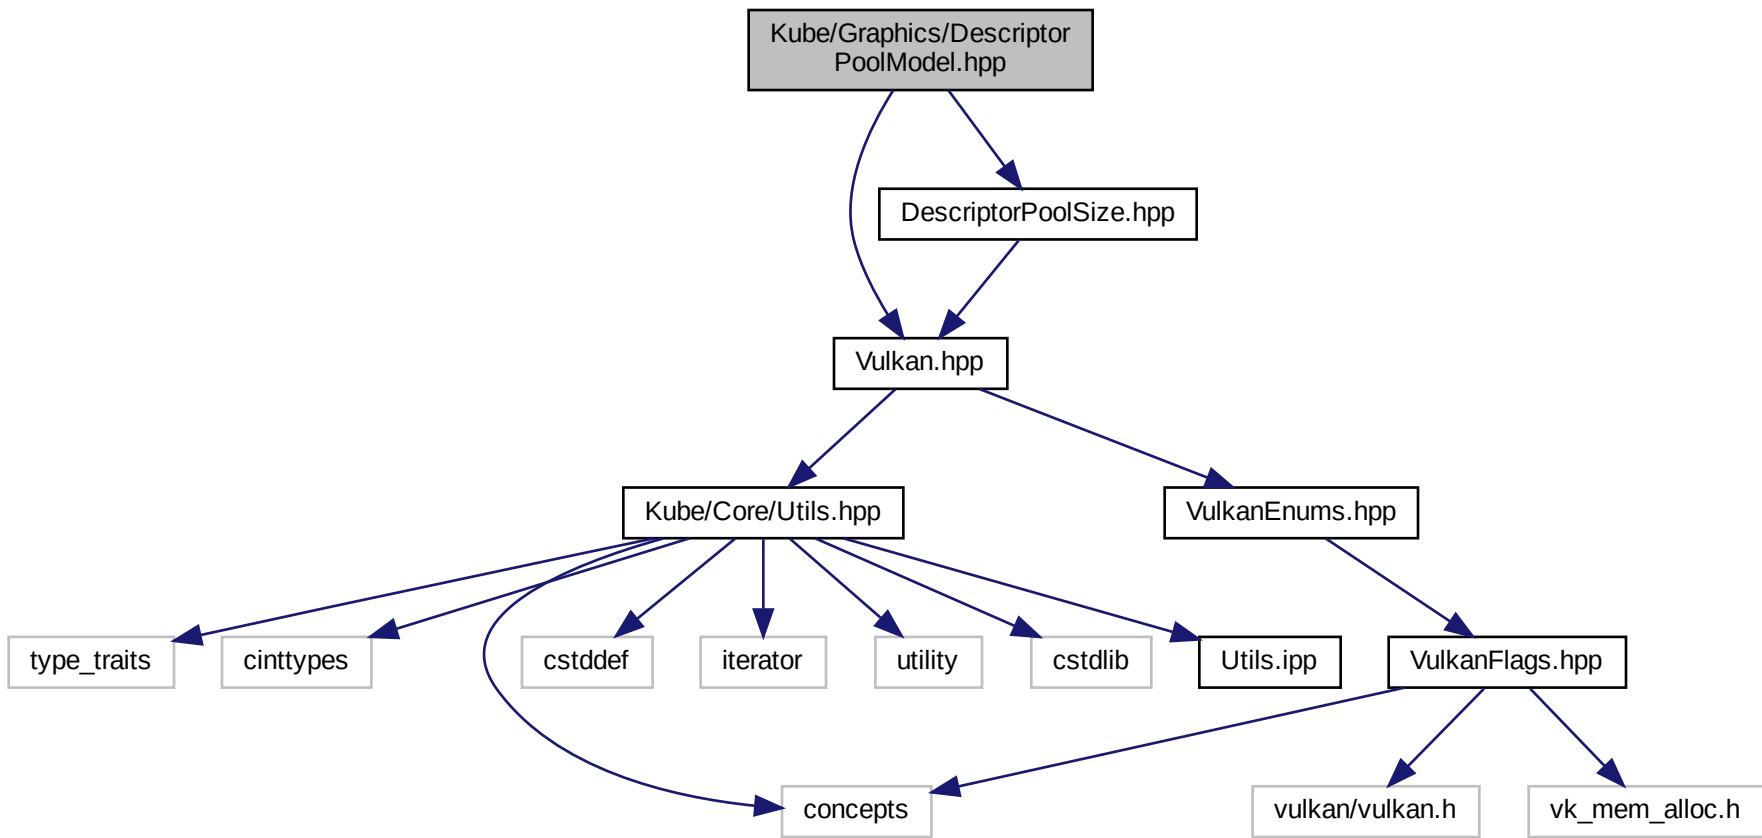 Kube/Graphics/Descriptor
PoolModel.hpp
DescriptorPoolSize.hpp
Vulkan.hpp
Kube/Core/Utils.hpp
VulkanEnums.hpp
type_traits
cinttypes
cstddef
iterator
utility
cstdlib
Utils.ipp
VulkanFlags.hpp
concepts
vulkan/vulkan.h
vk_mem_alloc.h